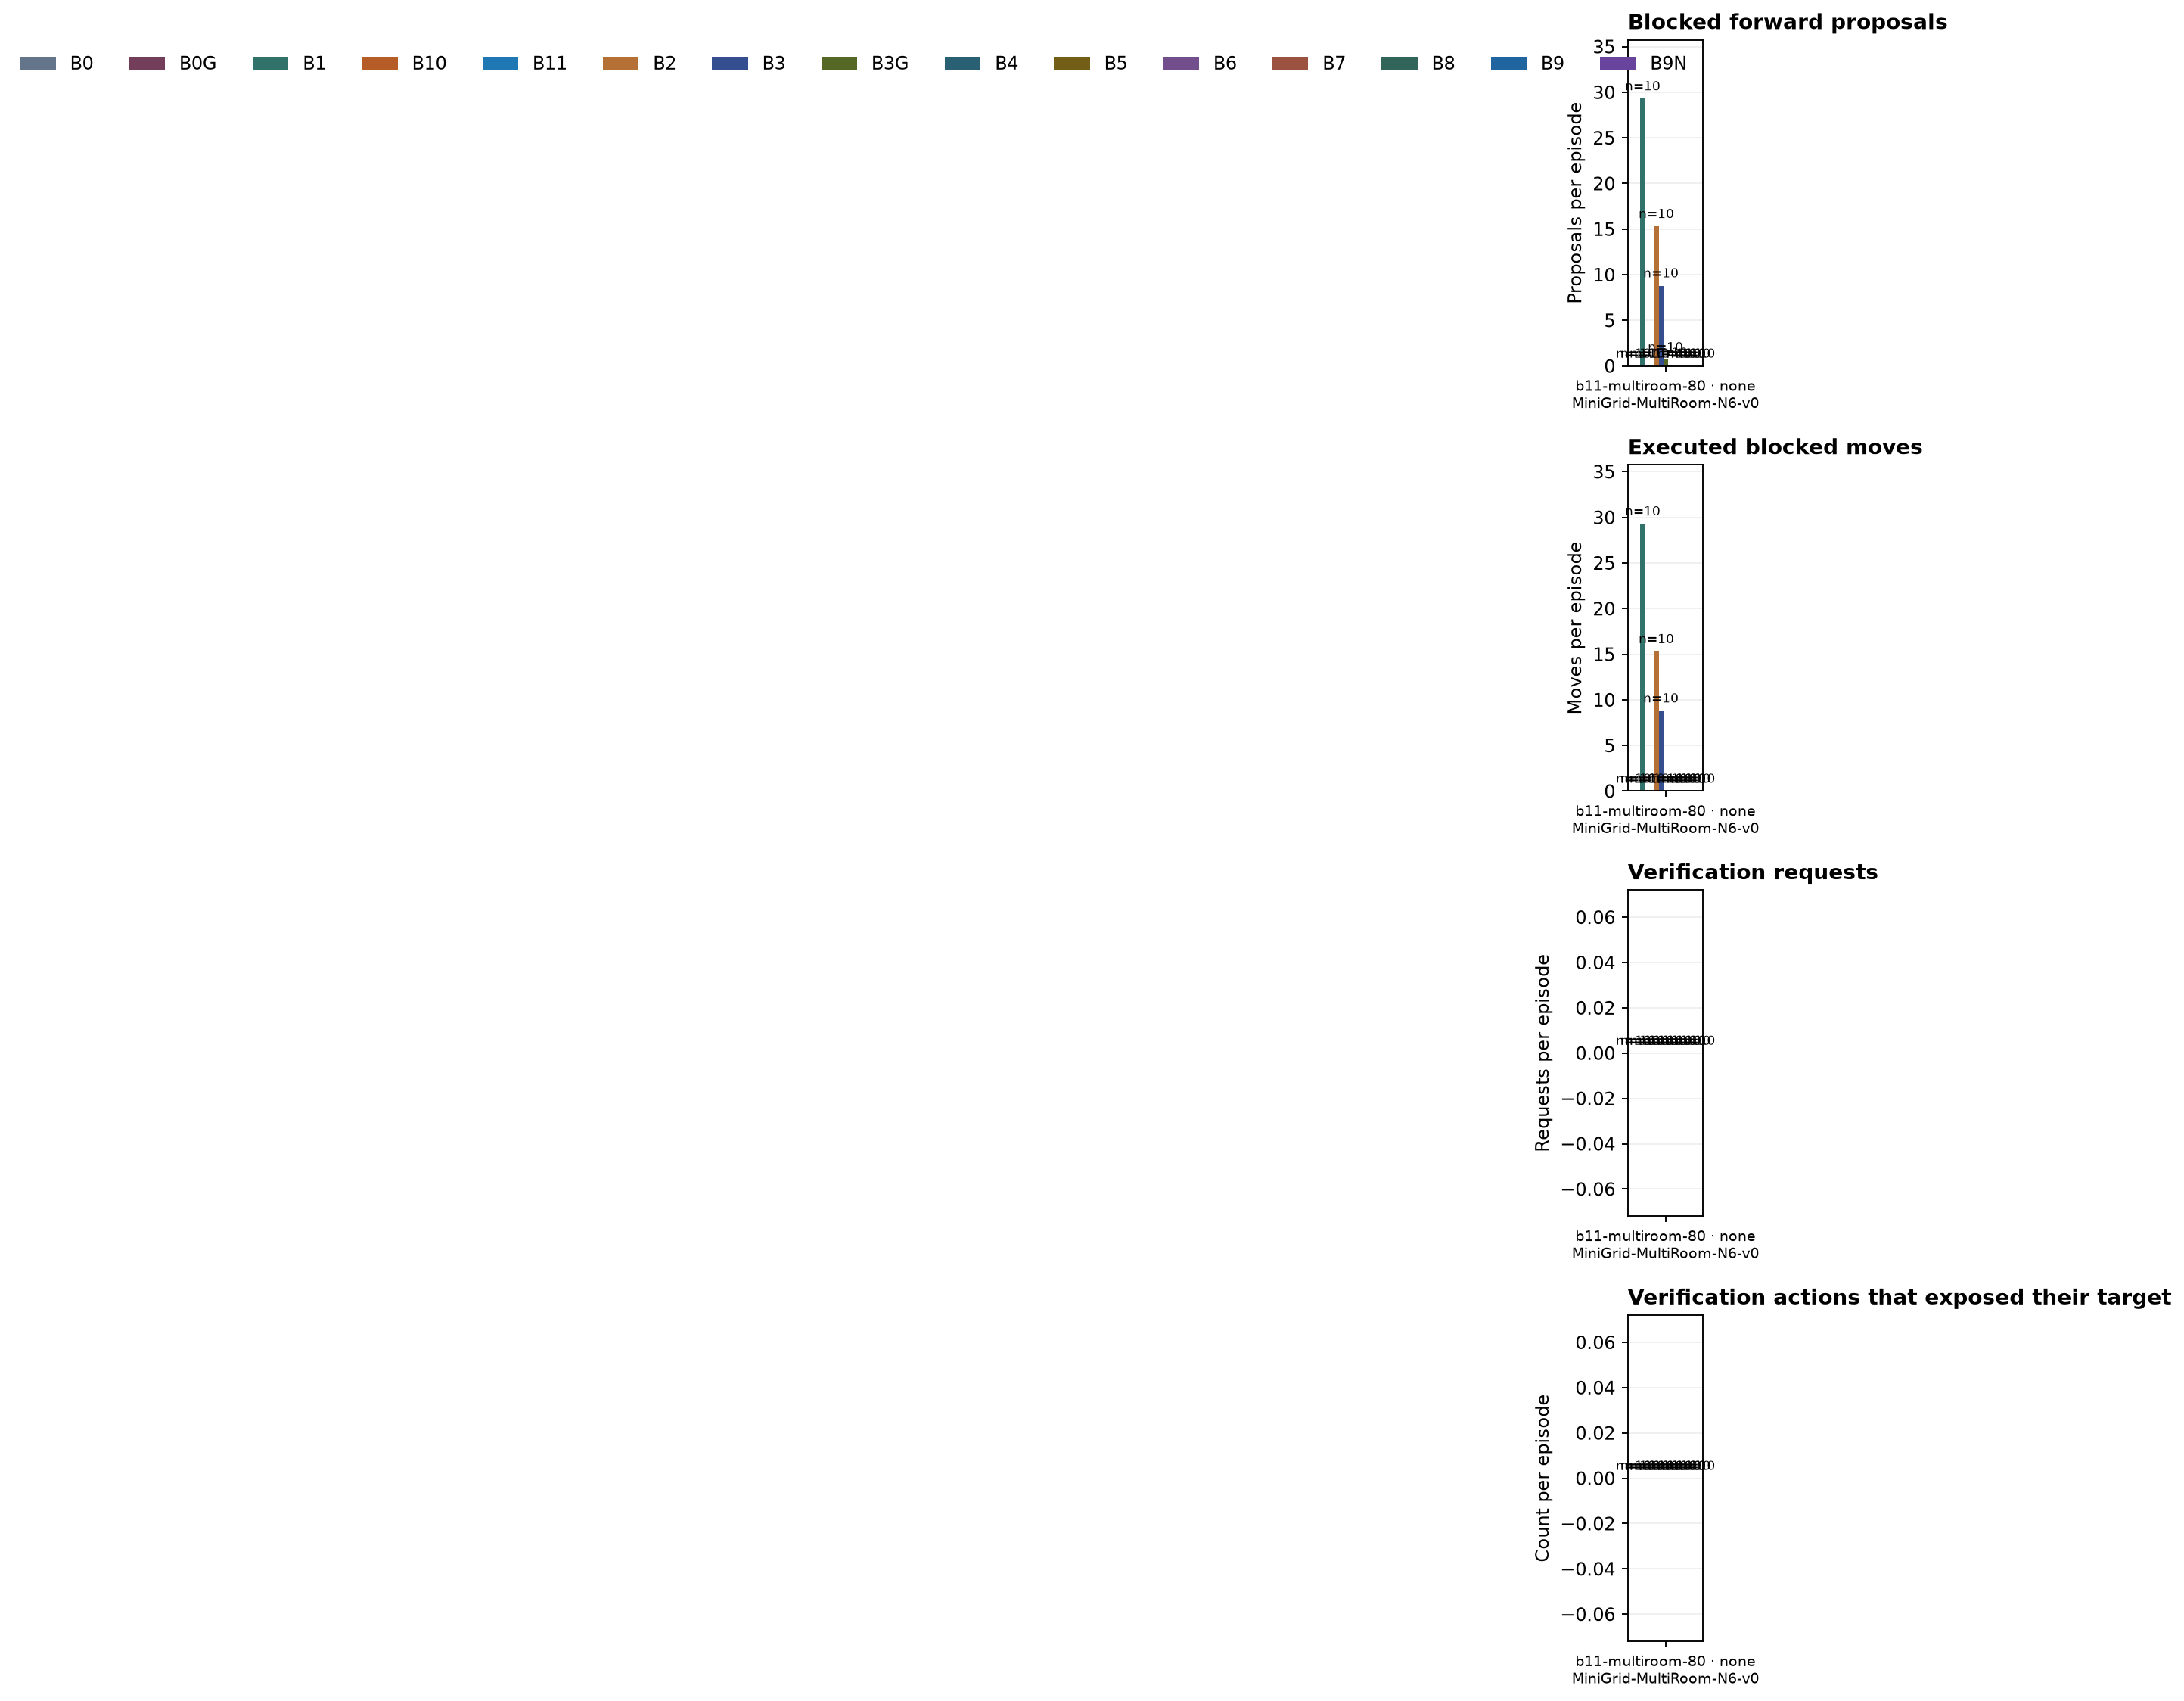 Blocked forward proposals
B0 B0G B1 B10 B11 B2 B3 B3G B4 B5 B6 B7 B8 B9 B9N
Proposals per episode
35
30
25
20
15
10
5
0
n=10
n=10
n=10
n=10
b11-multiroom-80 · none
MiniGrid-MultiRoom-N6-v0
Executed blocked moves
Moves per episode
35
30
25
20
15
10
5
0
n=10
n=10
n=10
b11-multiroom-80 · none
MiniGrid-MultiRoom-N6-v0
Verification requests
Requests per episode
0.06
0.04
0.02
0.00
−0.02
−0.04
−0.06
b11-multiroom-80 · none
MiniGrid-MultiRoom-N6-v0
Verification actions that exposed their target
Count per episode
0.06
0.04
0.02
0.00
−0.02
−0.04
−0.06
b11-multiroom-80 · none
MiniGrid-MultiRoom-N6-v0